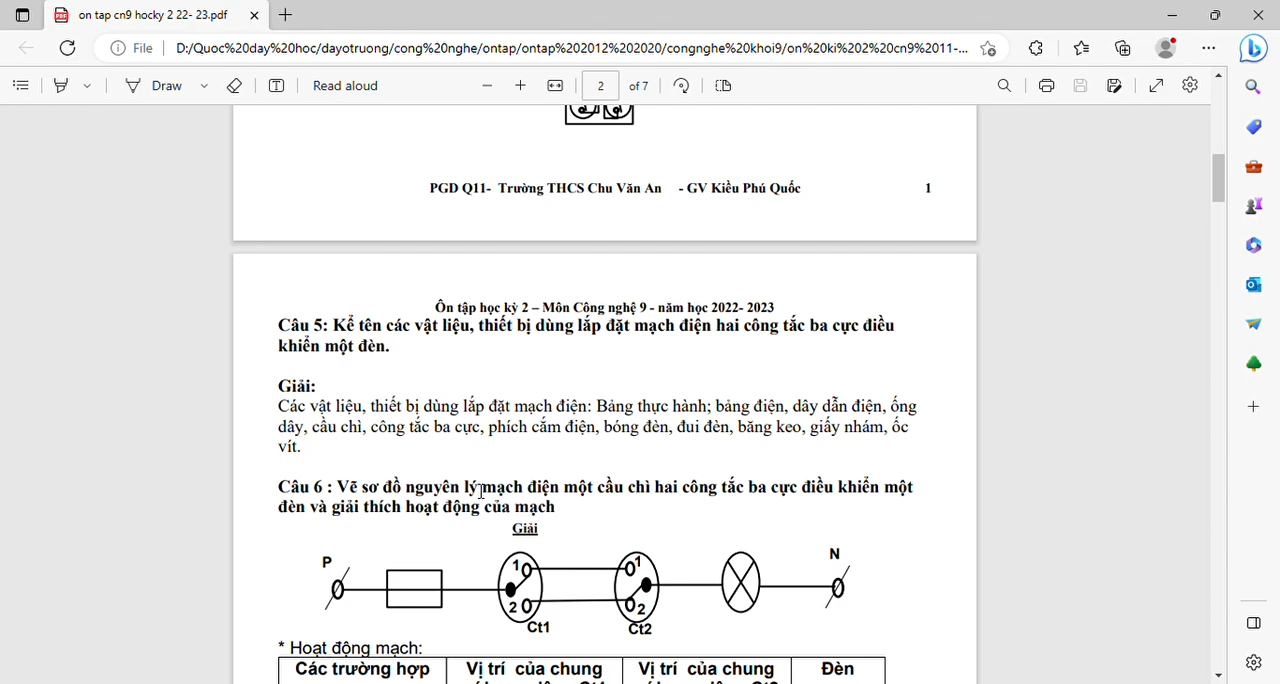 on tap cn9 hocky 2 22- 23.pdf
File D:/Quoc%20day%20hoc/dayotruong/cong%20nghe/ontap/ontap%202012%202020/congnghe%20khoi9/on%20ki%202%20cn9%2011-...
Draw Read aloud 2 of 7
PGD Q11- Trường THCS Chu Văn An - GV Kiều Phú Quốc 1
Ôn tập học kỳ 2 – Môn Công nghệ 9 - năm học 2022- 2023
Câu 5: Kể tên các vật liệu, thiết bị dùng lắp đặt mạch điện hai công tắc ba cực điều
khiển một đèn.
Giải:
Các vật liệu, thiết bị dùng lắp đặt mạch điện: Bảng thực hành; bảng điện, dây dẫn điện, ống
dây, cầu chì, công tắc ba cực, phích cắm điện, bóng đèn, đui đèn, băng keo, giấy nhám, ốc
vít.
Câu 6 : Vẽ sơ đồ nguyên lý mạch điện một cầu chì hai công tắc ba cực điều khiển một
đèn và giải thích hoạt động của mạch
Giải
P N
1 1
2 2
Ct1 Ct2
* Hoạt động mạch:
Các trường hợp Vị trí của chung Vị trí của chung Đèn